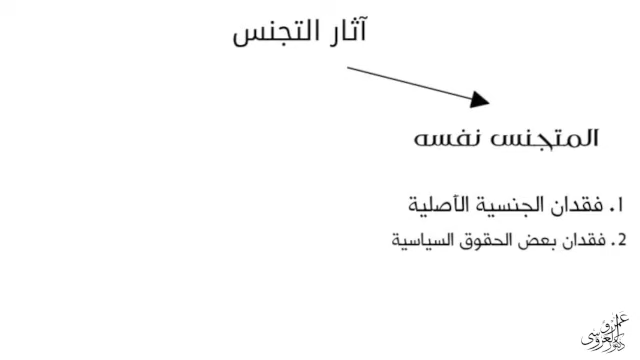 آثار التجنس
المتجنس نفسه
1. فقدان الجنسية الأصلية
2. فقدان بعض الحقوق السياسية